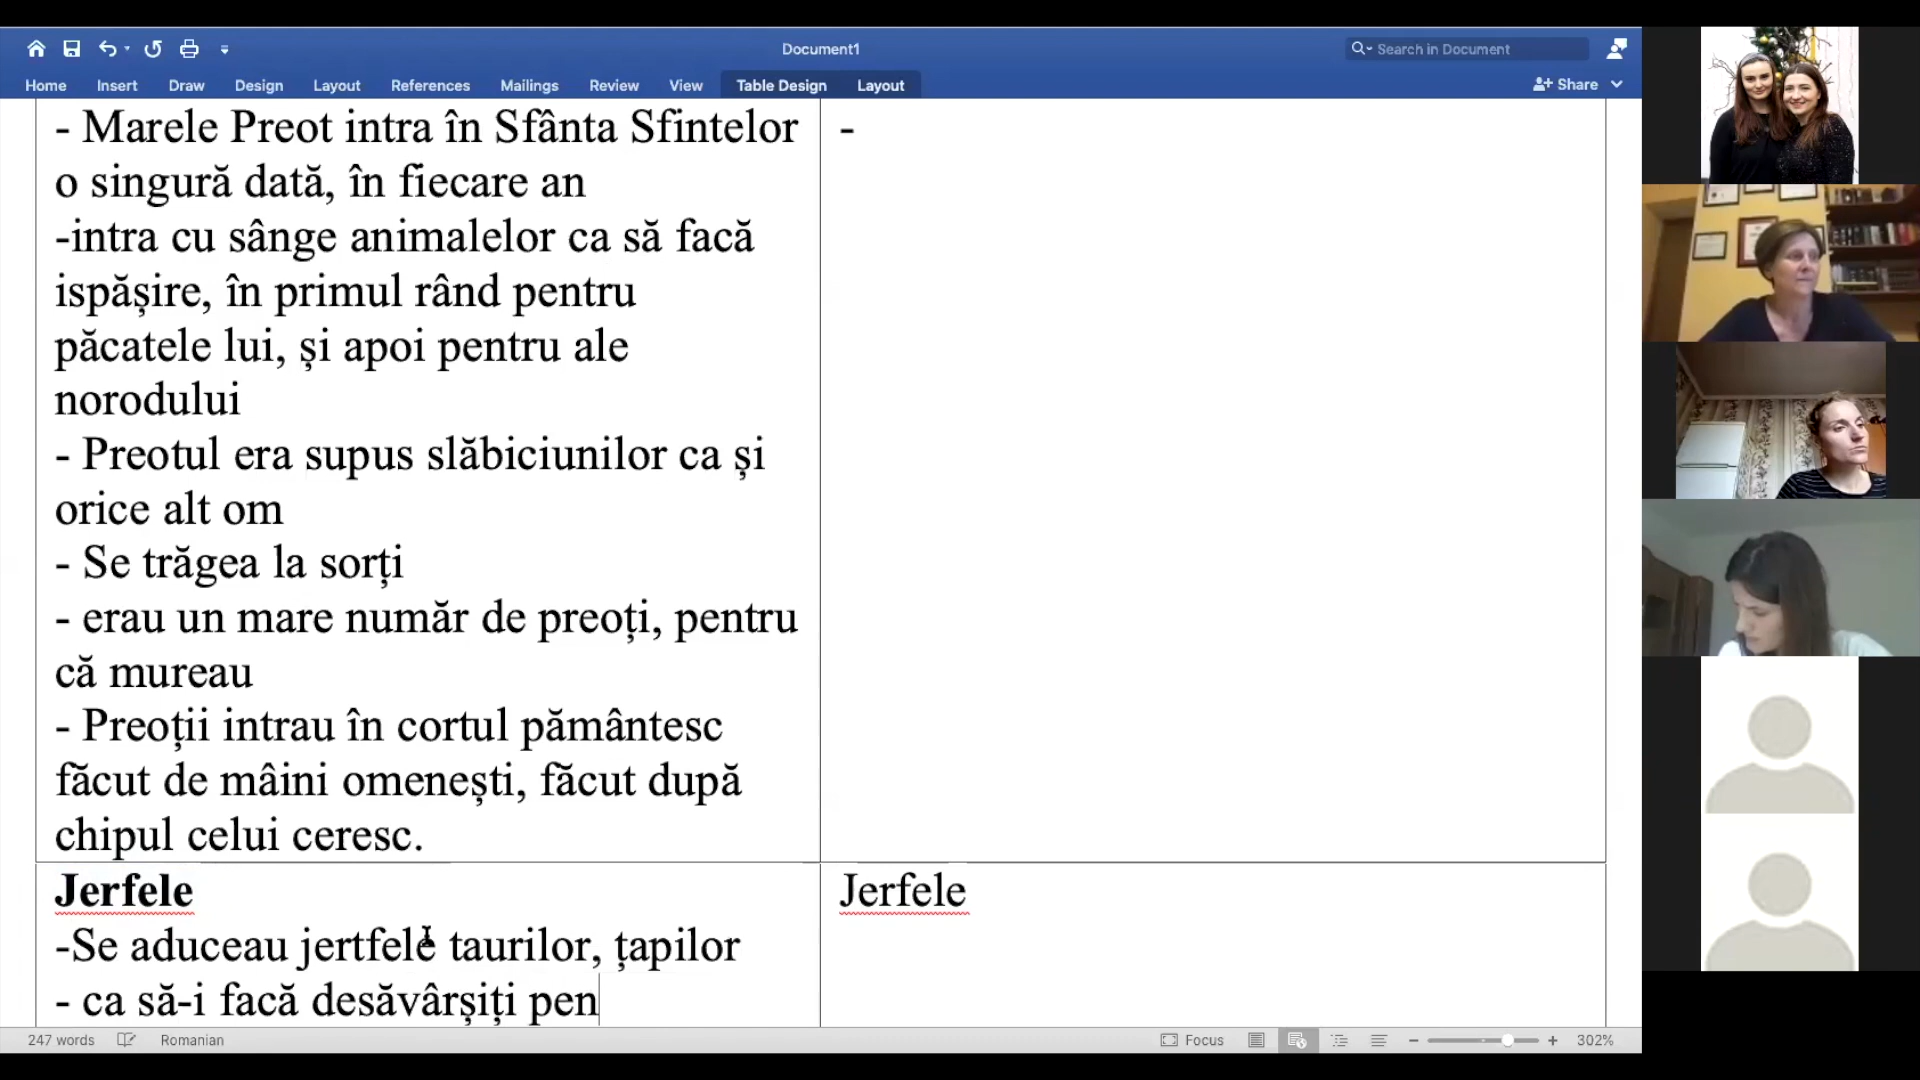 Document1
Search in Document
Home Insert Draw Design Layout References Mailings Review View Table Design Layout Share
- Marele Preot intra în Sfânta Sfintelor
o singură dată, în fiecare an
-intra cu sânge animalelor ca să facă
ispășire, în primul rând pentru
păcatele lui, și apoi pentru ale
norodului
- Preotul era supus slăbiciunilor ca și
orice alt om
- Se trăgea la sorți
- erau un mare număr de preoți, pentru
că mureau
- Preoții intrau în cortul pământesc
făcut de mâini omenești, făcut după
chipul celui ceresc.
-
Jerfele
-Se aduceau jertfele taurilor, țapilor
- ca să-i facă desăvârșiți pen
Jerfele
247 words Romanian Focus 302%